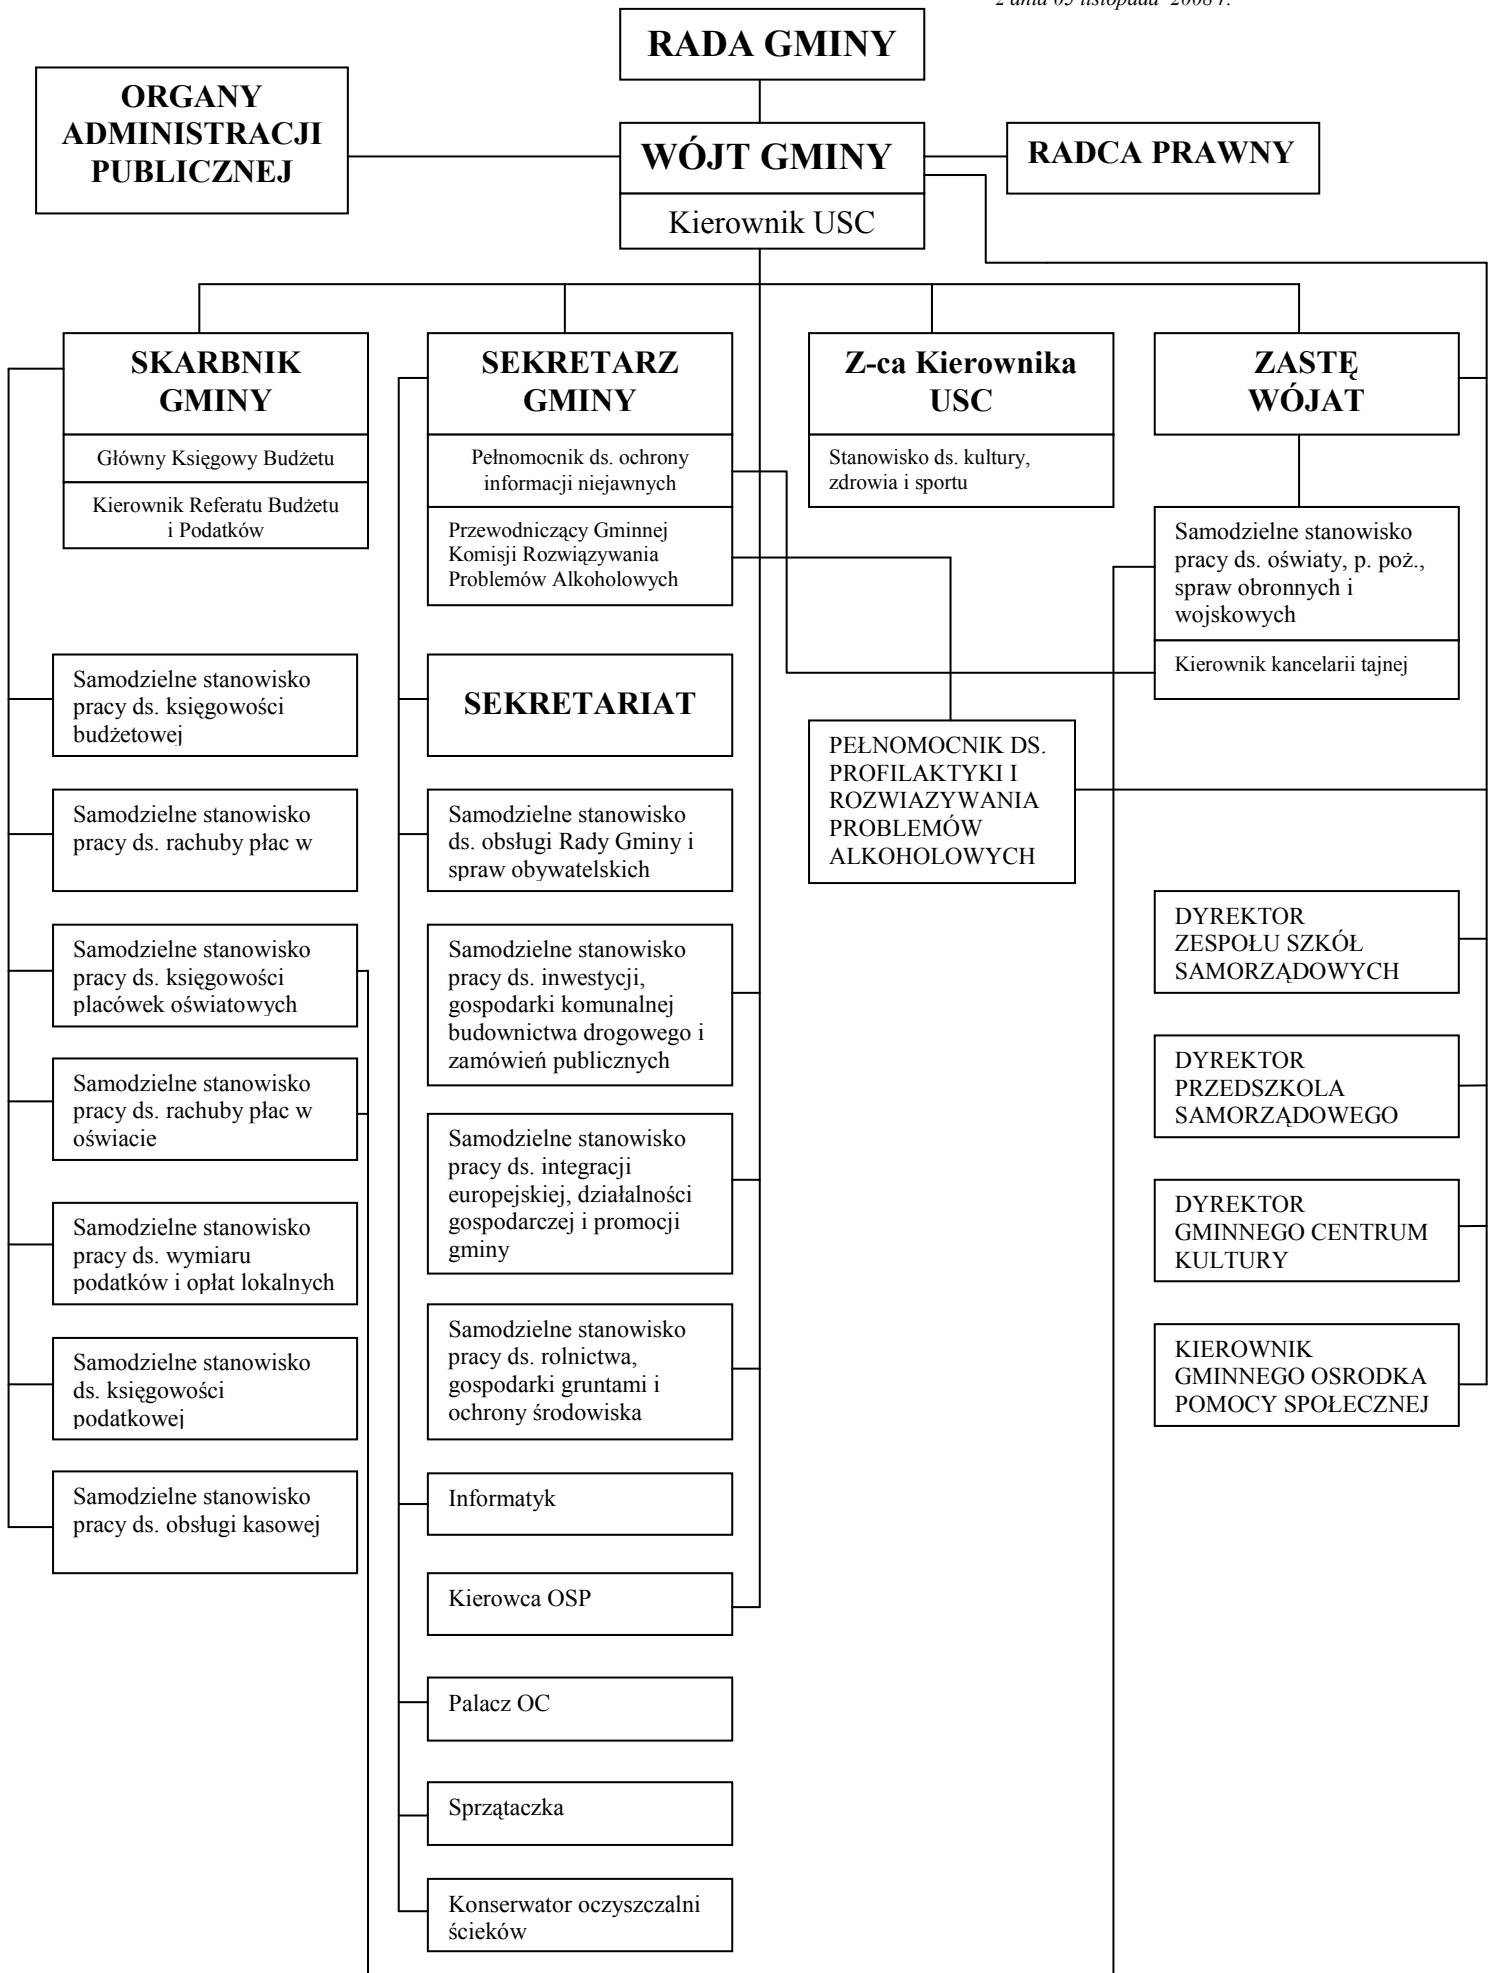 z dnia 05 listopada 2008 r.
RADA GMINY
ORGANY
ADMINISTRACJI
PUBLICZNEJ
WÓJT GMINY
Kierownik USC
RADCA PRAWNY
SKARBNIK
GMINY
Główny Księgowy Budżetu
Kierownik Referatu Budżetu
i Podatków
SEKRETARZ
GMINY
Pełnomocnik ds. ochrony
informacji niejawnych
Przewodniczący Gminnej
Komisji Rozwiązywania
Problemów Alkoholowych
Z-ca Kierownika
USC
Stanowisko ds. kultury,
zdrowia i sportu
ZASTĘ
WÓJAT
Samodzielne stanowisko
pracy ds. oświaty, p. poż.,
spraw obronnych i
wojskowych
Kierownik kancelarii tajnej
Samodzielne stanowisko
pracy ds. księgowości
budżetowej
Samodzielne stanowisko
pracy ds. rachuby płac w
Samodzielne stanowisko
pracy ds. księgowości
placówek oświatowych
Samodzielne stanowisko
pracy ds. rachuby płac w
oświacie
Samodzielne stanowisko
pracy ds. wymiaru
podatków i opłat lokalnych
Samodzielne stanowisko
ds. księgowości
podatkowej
Samodzielne stanowisko
pracy ds. obsługi kasowej
SEKRETARIAT
Samodzielne stanowisko
ds. obsługi Rady Gminy i
spraw obywatelskich
Samodzielne stanowisko
pracy ds. inwestycji,
gospodarki komunalnej
budownictwa drogowego i
zamówień publicznych
Samodzielne stanowisko
pracy ds. integracji
europejskiej, działalności
gospodarczej i promocji
gminy
Samodzielne stanowisko
pracy ds. rolnictwa,
gospodarki gruntami i
ochrony środowiska
Informatyk
Kierowca OSP
Palacz OC
Sprzątaczka
Konserwator oczyszczalni
ścieków
PEŁNOMOCNIK DS.
PROFILAKTYKI I
ROZWIAZYWANIA
PROBLEMÓW
ALKOHOLOWYCH
DYREKTOR
ZESPOŁU SZKÓŁ
SAMORZĄDOWYCH
DYREKTOR
PRZEDSZKOLA
SAMORZĄDOWEGO
DYREKTOR
GMINNEGO CENTRUM
KULTURY
KIEROWNIK
GMINNEGO OSRODKA
POMOCY SPOŁECZNEJ